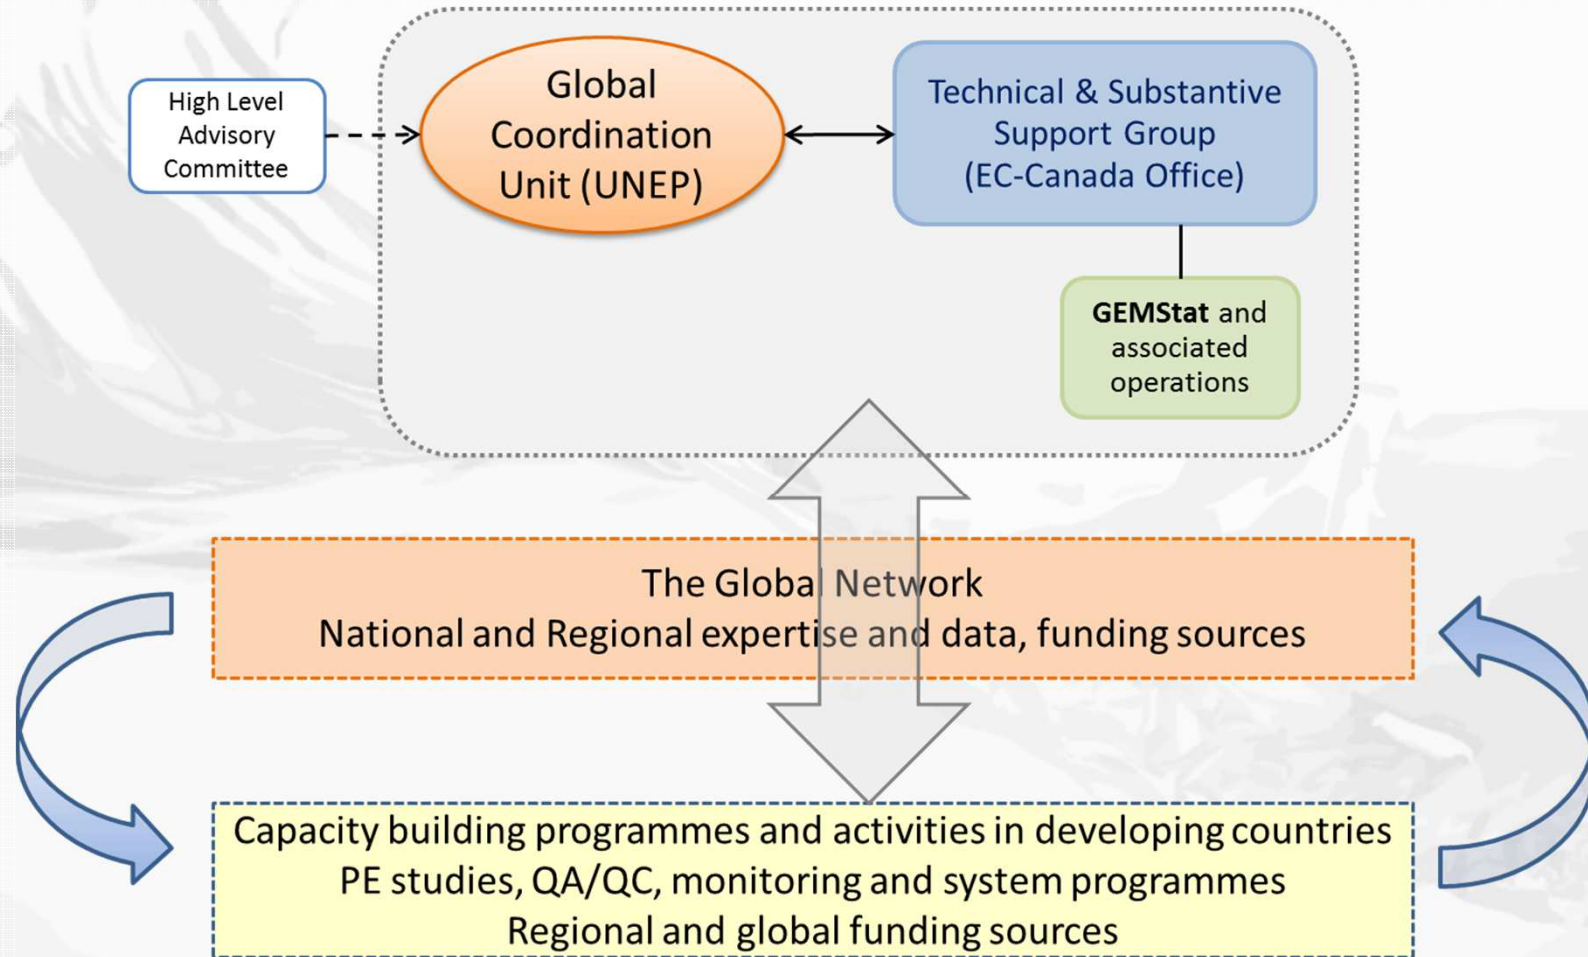 High Level
Advisory
Committee
Global
Coordination
Unit (UNEP)
Technical & Substantive
Support Group
(EC-Canada Office)
GEMStat and
associated
operations
The Global Network
National and Regional expertise and data, funding sources
Capacity building programmes and activities in developing countries
PE studies, QA/QC, monitoring and system programmes
Regional and global funding sources